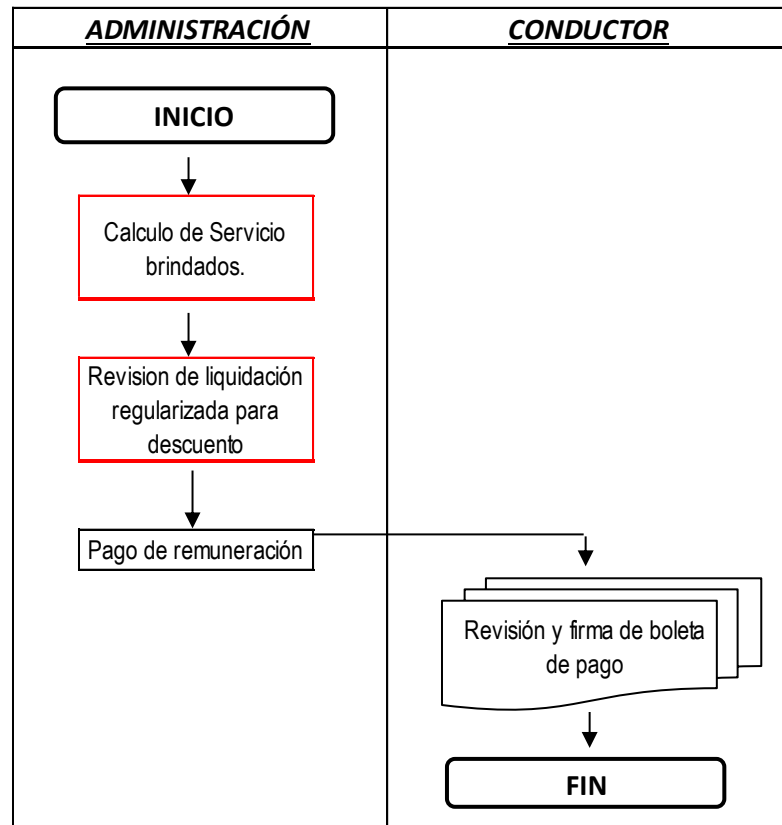 ADMINISTRACIÓN
CONDUCTOR
INICIO
Calculo de Servicio
brindados.
Revision de liquidación
regularizada para
descuento
Pago de remuneración
Revisión y firma de boleta
de pago
FIN